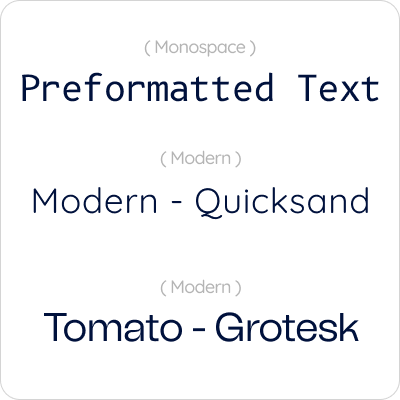 ( Monospace )
Preformatted Text
( Modern )
Modern - Quicksand
( Modern )
Tomato - Grotesk